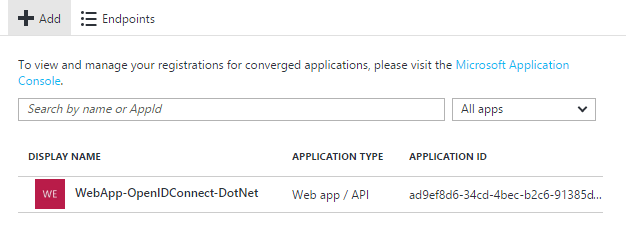 Add Endpoints
To view and manage your registrations for converged applications, please visit the Microsoft Application
Console.
Search by name or AppId All apps
DISPLAY NAME APPLICATION TYPE APPLICATION ID
WE WebApp-OpenIDConnect-DotNet Web app / API ad9ef8d6-34cd-4bec-b2c6-91385d...